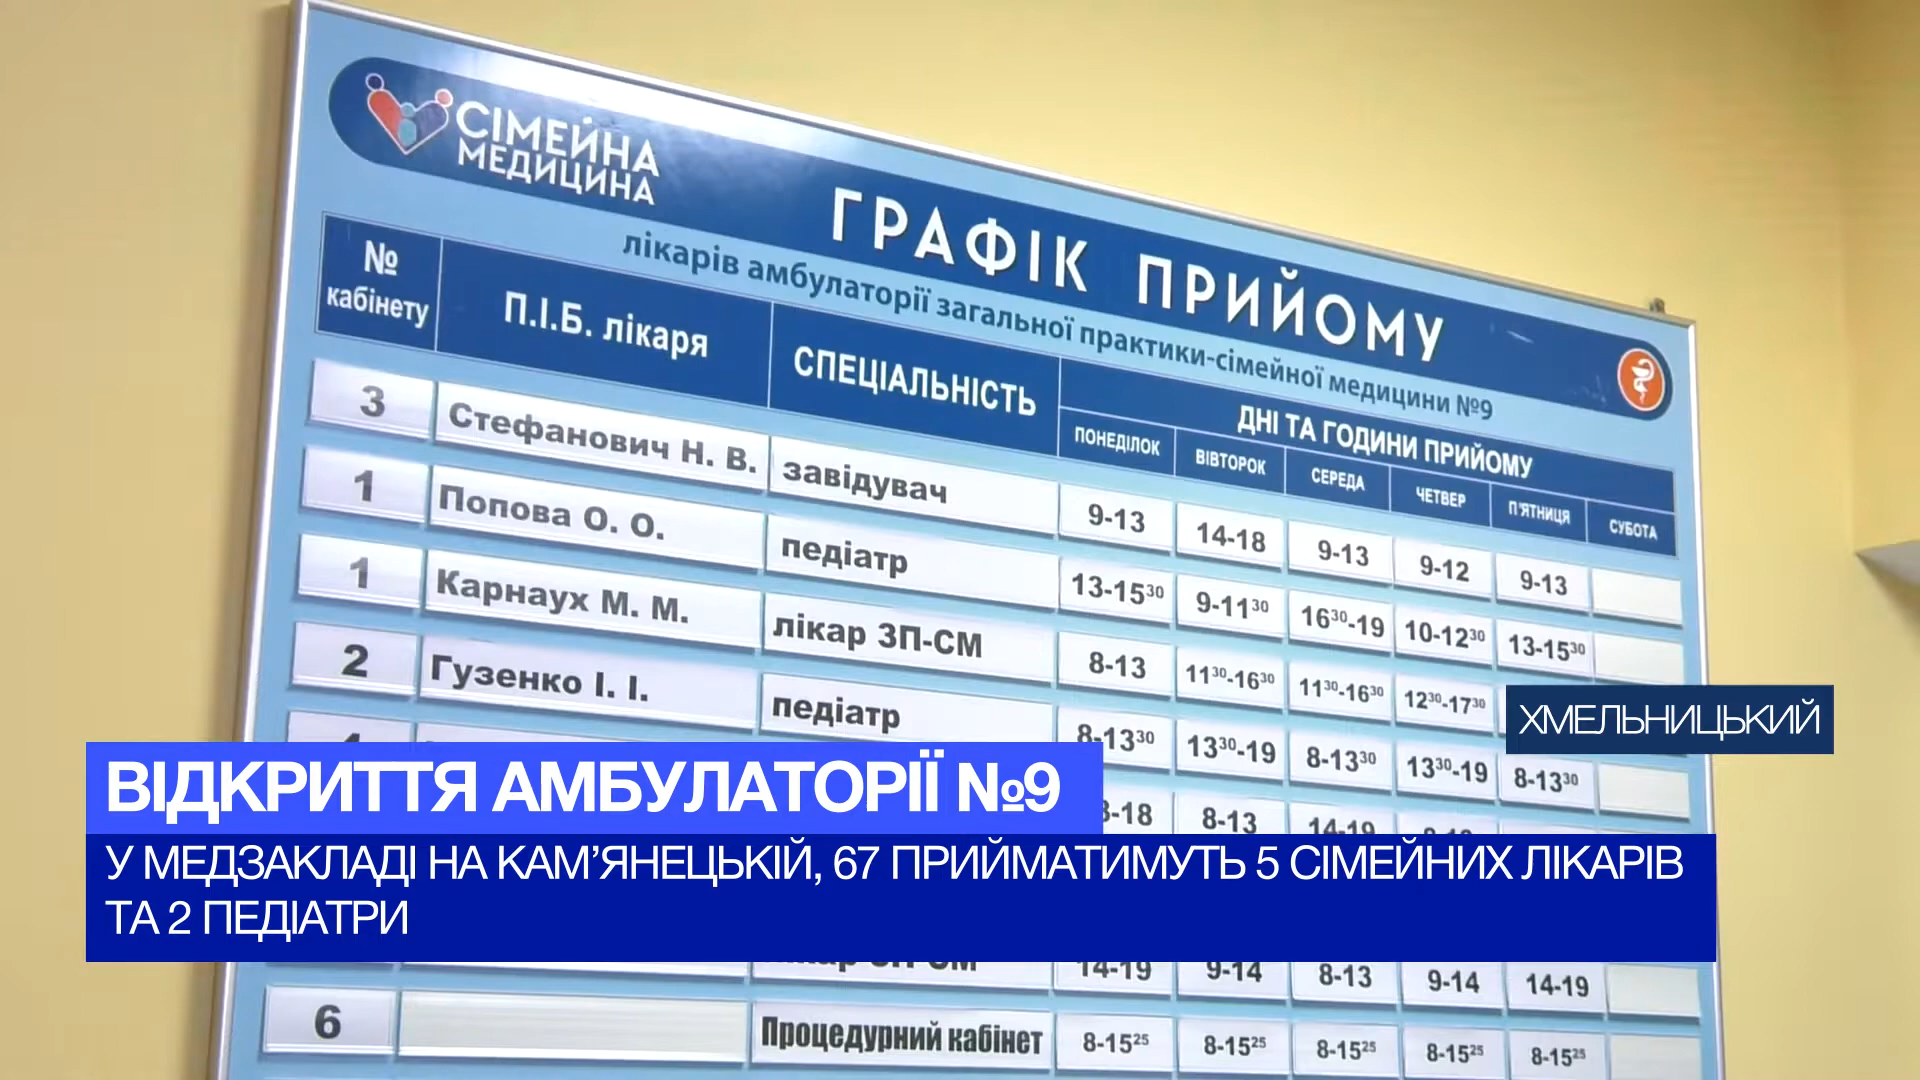 СІМЕЙНА
МЕДИЦИНА
ГРАФІК ПРИЙОМУ
лікарів амбулаторії загальної практики-сімейної медицини №9
№ кабінету П.І.Б. лікаря СПЕЦІАЛЬНІСТЬ ДНІ ТА ГОДИНИ ПРИЙОМУ
ПОНЕДІЛОК ВІВТОРОК СЕРЕДА ЧЕТВЕР П'ЯТНИЦЯ СУБОТА
3 Стефанович Н. В. завідувач 9-13 14-18 9-13 9-12 9-13
1 Попова О. О. педіатр 13-15³⁰ 9-11³⁰ 16³⁰-19 10-12³⁰ 13-15³⁰
1 Карнаух М. М. лікар ЗП-СМ 8-13 11³⁰-16³⁰ 11³⁰-16³⁰ 12³⁰-17³⁰
2 Гузенко І. І. педіатр 8-13³⁰ 13³⁰-19 8-13³⁰ 13³⁰-19 8-13³⁰
8-13 14-19
14-19 9-14 8-13 9-14 14-19
6 Процедурний кабінет 8-15²⁵ 8-15²⁵ 8-15²⁵ 8-15²⁵ 8-15²⁵
ХМЕЛЬНИЦЬКИЙ
ВІДКРИТТЯ АМБУЛАТОРІЇ №9
У МЕДЗАКЛАДІ НА КАМ’ЯНЕЦЬКІЙ, 67 ПРИЙМАТИМУТЬ 5 СІМЕЙНИХ ЛІКАРІВ
ТА 2 ПЕДІАТРИ